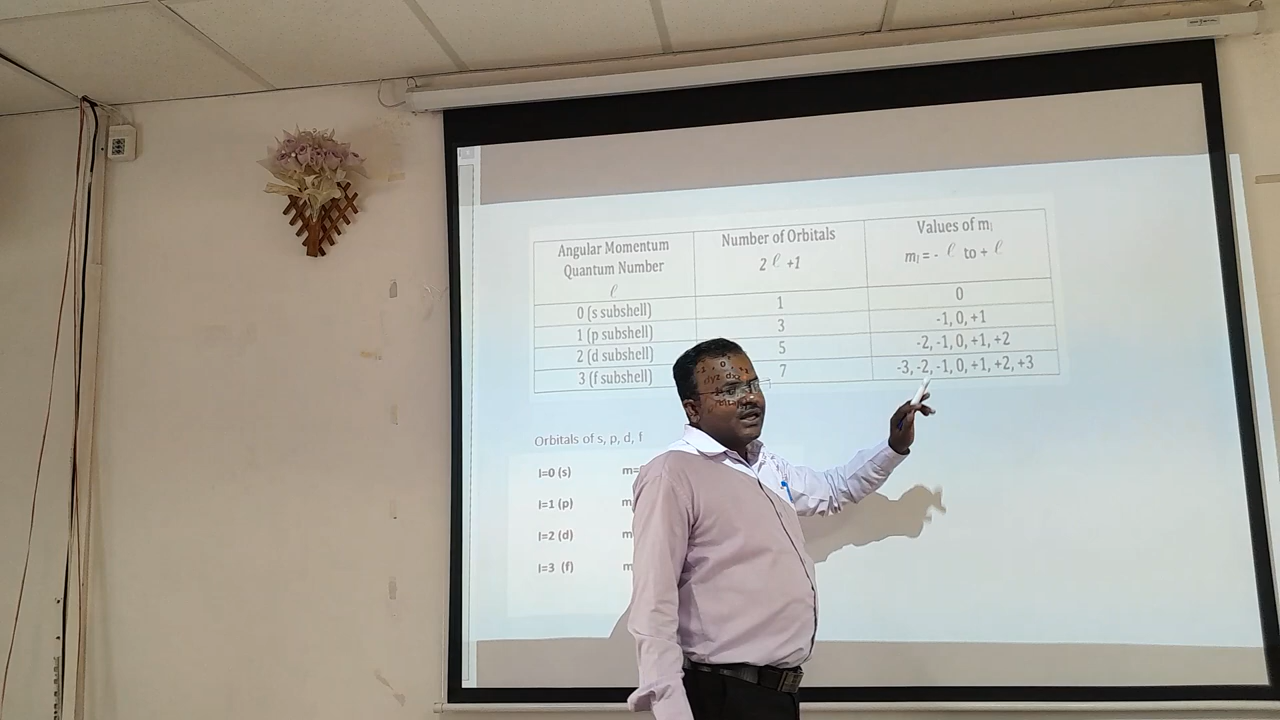 Angular Momentum
Quantum Number
ℓ
Number of Orbitals
2 ℓ +1
Values of mₗ
mₗ = - ℓ to + ℓ
0 (s subshell) 1 0
1 (p subshell) 3 -1, 0, +1
2 (d subshell) 5 -2, -1, 0, +1, +2
3 (f subshell) 7 -3, -2, -1, 0, +1, +2, +3
Orbitals of s, p, d, f
l=0 (s) m=
l=1 (p) m
l=2 (d) m
l=3 (f) m